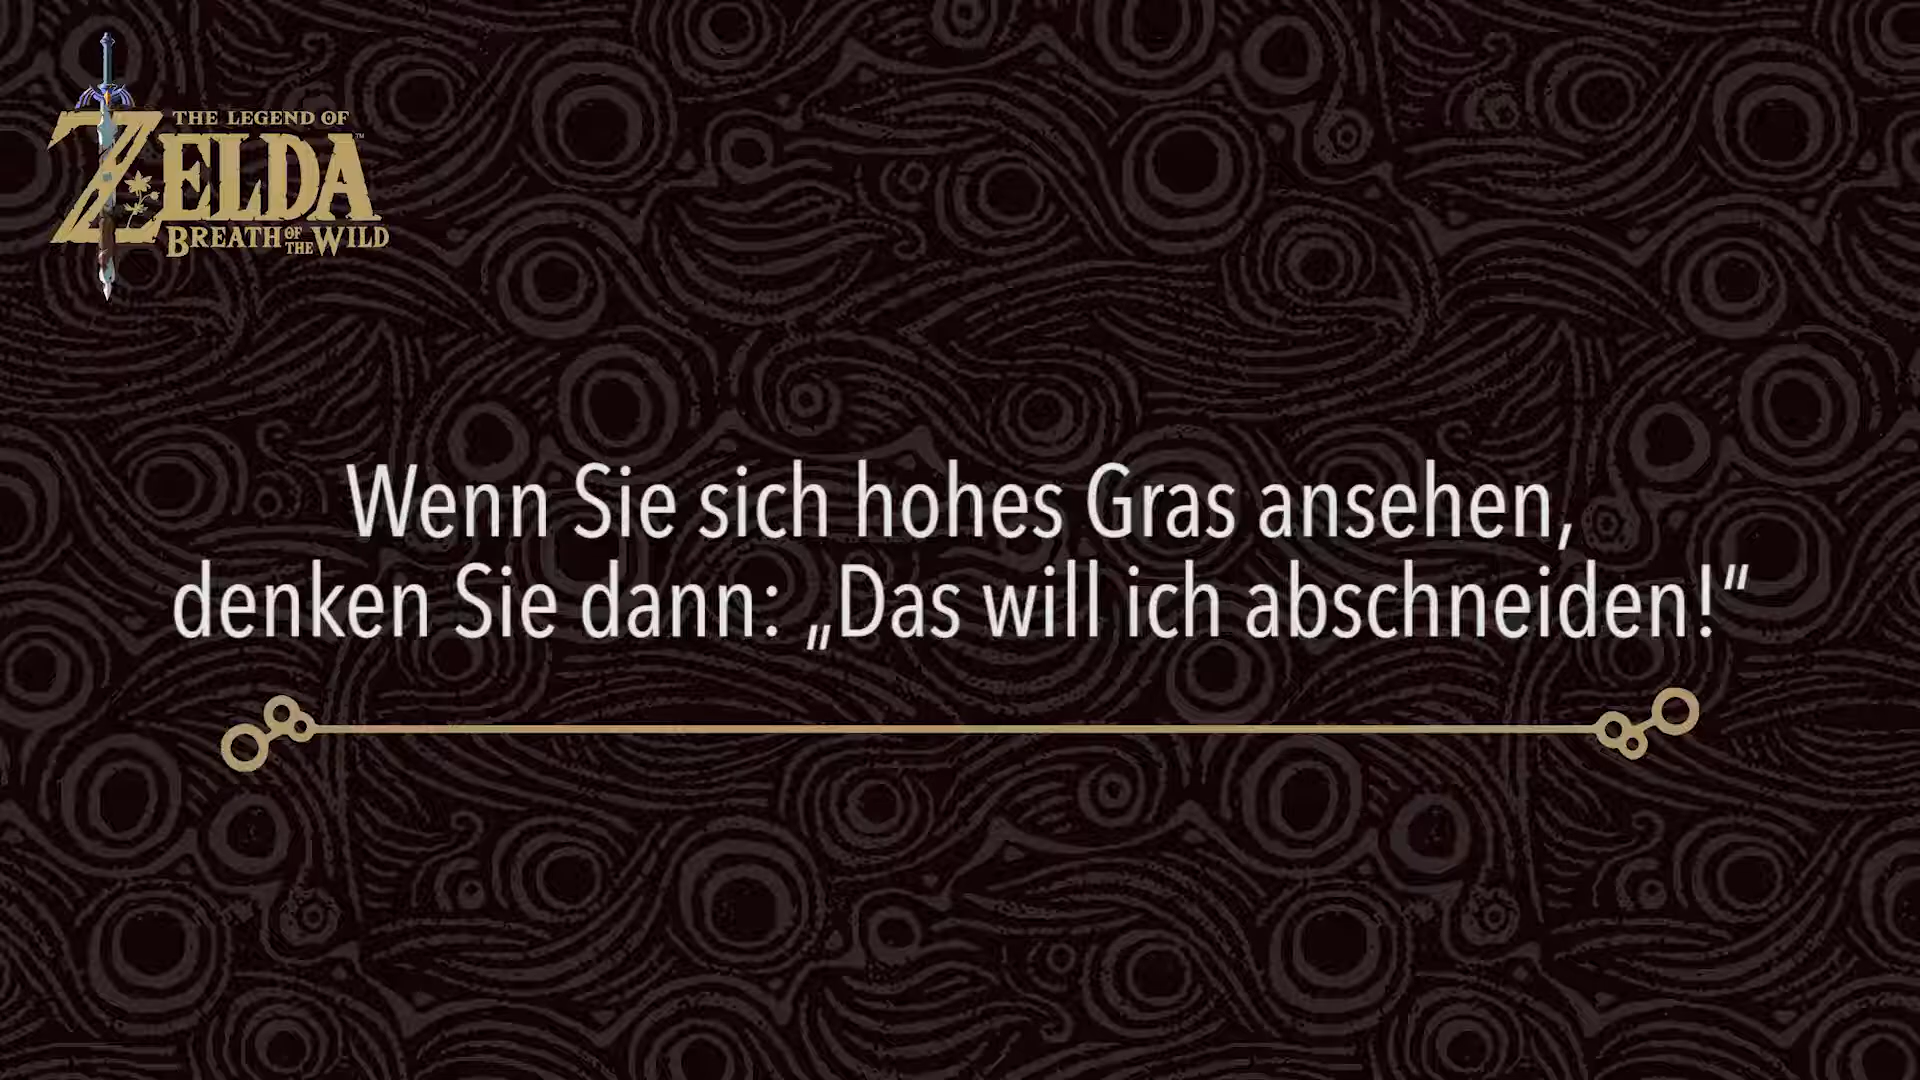 THE LEGEND OF
ZELDA™
BREATH OF THE WILD
Wenn Sie sich hohes Gras ansehen,
denken Sie dann: „Das will ich abschneiden!“